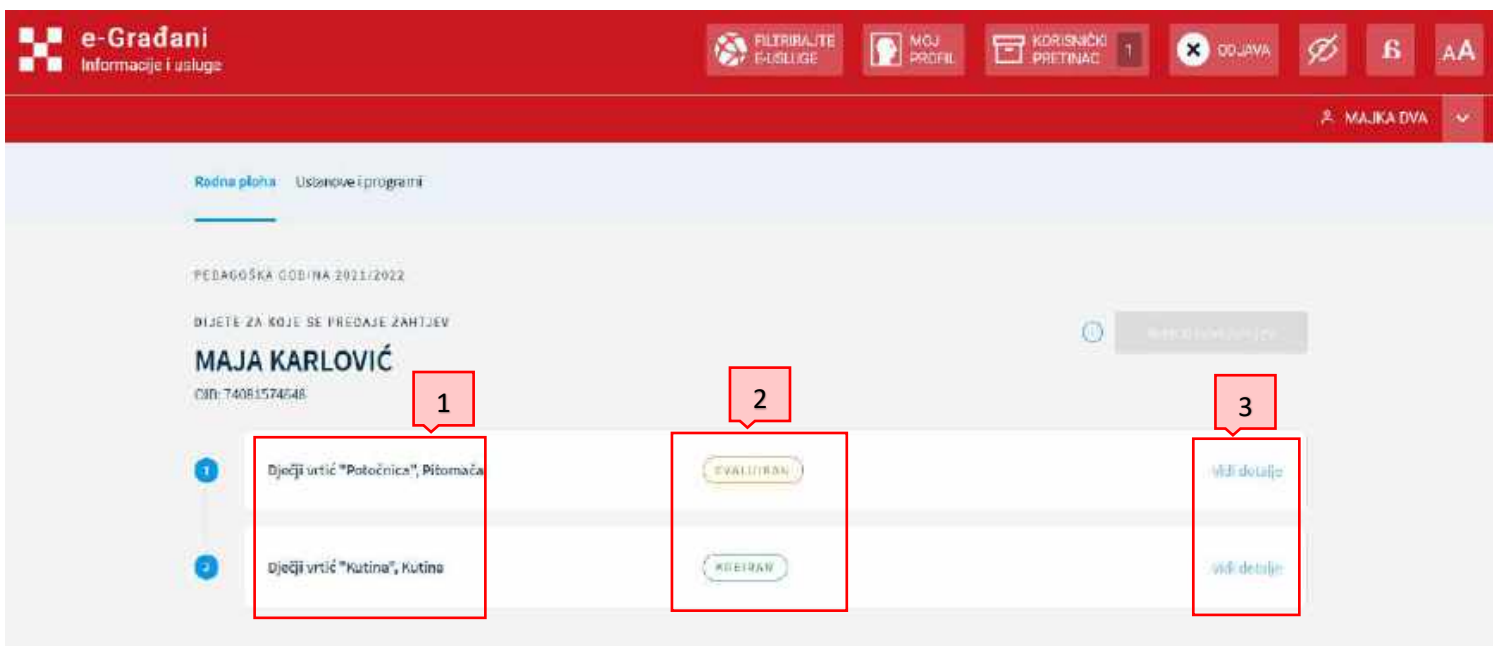 e-Građani
Informacije i usluge
FILTRIRAJTE
E-USLUGE
MOJ
PROFIL
KORISNIČKI
PRETINAC
1
ODJAVA
AA
MAJKA DVA
Radna ploha
Ustanove i programi
PEDAGOŠKA GODINA 2021/2022
DIJETE ZA KOJE SE PREDAJE ZAHTJEV
MAJA KARLOVIĆ
OIB: 74081574648
1
2
3
1
Dječji vrtić "Potočnica", Pitomača
EVALUIRAN
vidi detalje
2
Dječji vrtić "Kutina", Kutina
KREIRAN
vidi detalje